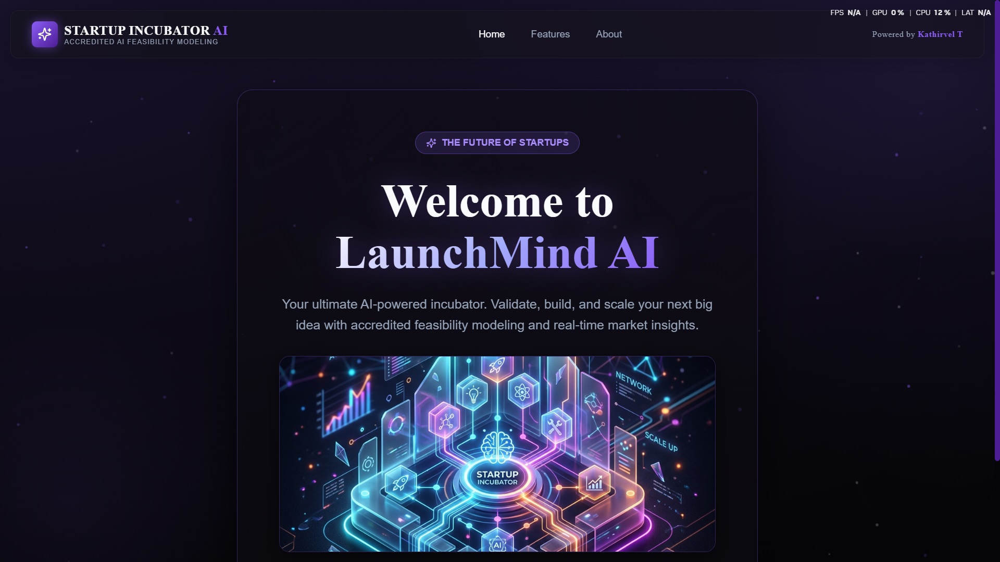 FPS N/A | GPU 0% | CPU 12% | LAT N/A
STARTUP INCUBATOR AI
ACCREDITED AI FEASIBILITY MODELING
Home
Features
About
Powered by Kathirvel T
THE FUTURE OF STARTUPS
Welcome to
LaunchMind AI
Your ultimate AI-powered incubator. Validate, build, and scale your next big
idea with accredited feasibility modeling and real-time market insights.
NETWORK
SCALE UP
STARTUP
INCUBATOR
AI